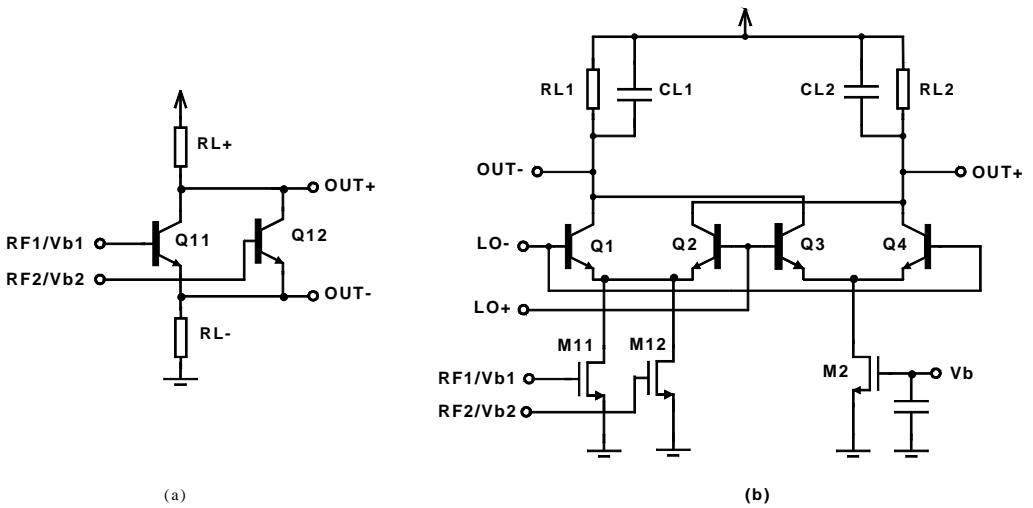 RL+
OUT+
RF1/Vb1
Q11
Q12
RF2/Vb2
OUT-
RL-
(a)
RL1
CL1
CL2
RL2
OUT-
OUT+
LO-
Q1
Q2
Q3
Q4
LO+
M11
M12
M2
RF1/Vb1
Vb
RF2/Vb2
(b)